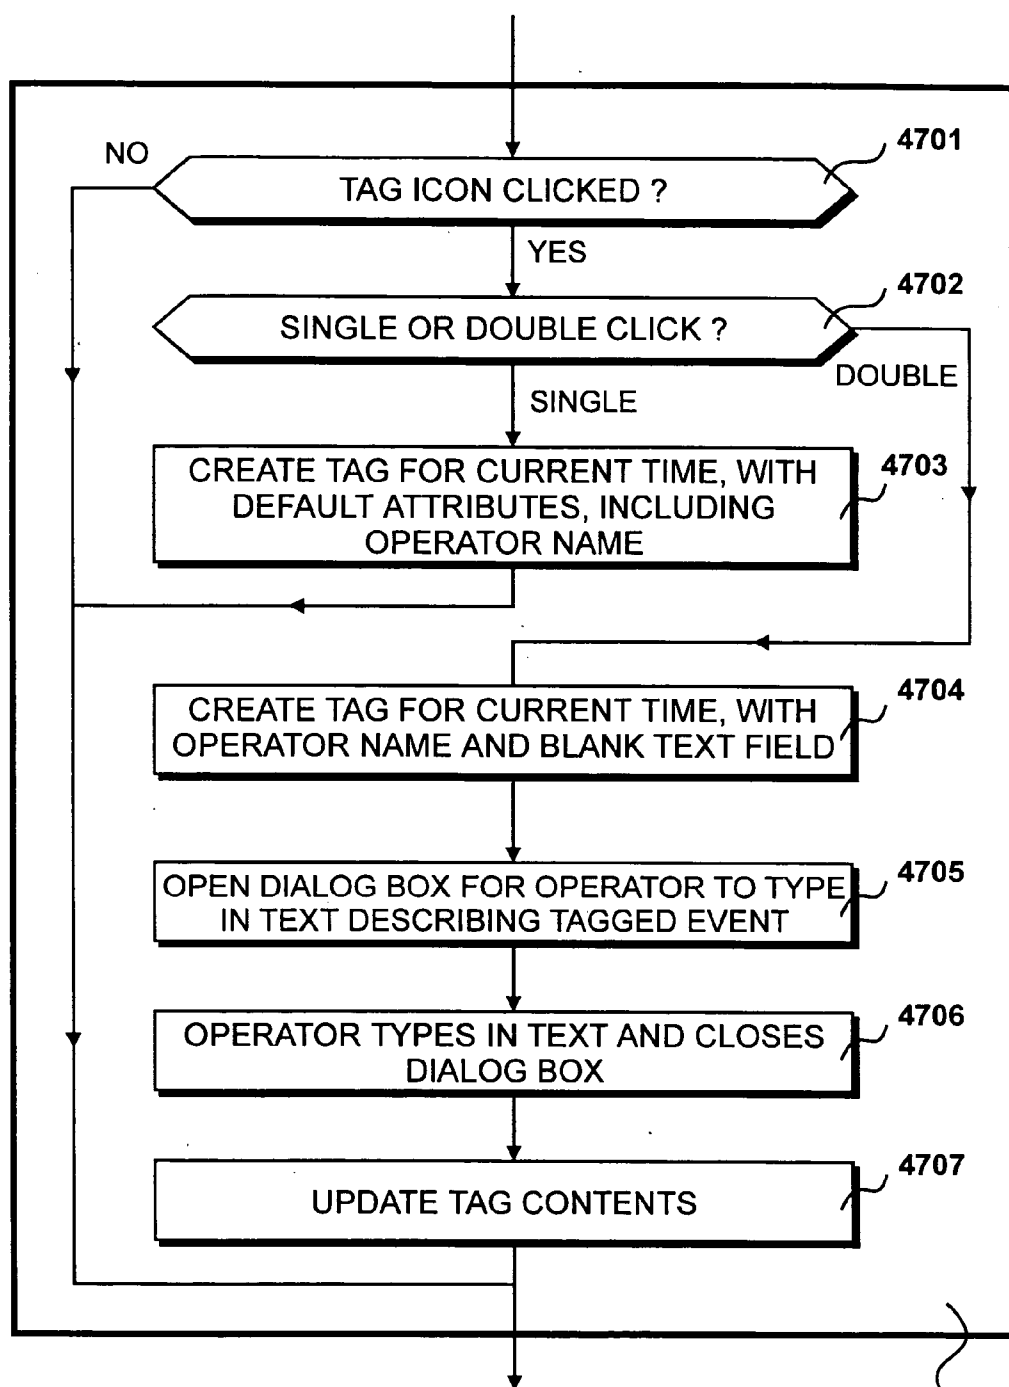 4701
NO
TAG ICON CLICKED ?
YES
4702
SINGLE OR DOUBLE CLICK ?
DOUBLE
SINGLE
4703
CREATE TAG FOR CURRENT TIME, WITH
DEFAULT ATTRIBUTES, INCLUDING
OPERATOR NAME
4704
CREATE TAG FOR CURRENT TIME, WITH
OPERATOR NAME AND BLANK TEXT FIELD
4705
OPEN DIALOG BOX FOR OPERATOR TO TYPE
IN TEXT DESCRIBING TAGGED EVENT
4706
OPERATOR TYPES IN TEXT AND CLOSES
DIALOG BOX
4707
UPDATE TAG CONTENTS